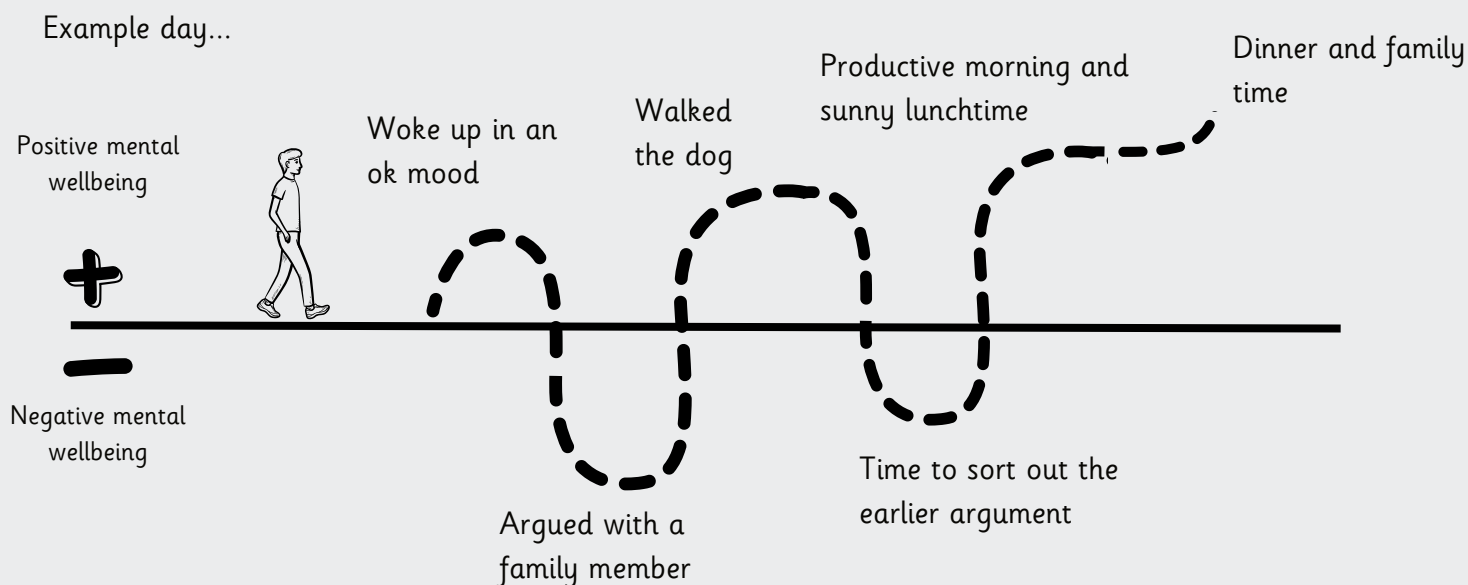 Example day...
Positive mental
wellbeing
Woke up in an
ok mood
Walked
the dog
Productive morning and
sunny lunchtime
Dinner and family
time
Negative mental
wellbeing
Argued with a
family member
Time to sort out the
earlier argument